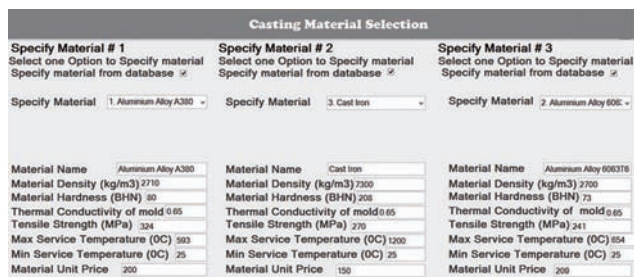 Casting Material Selection
Specify Material # 1
Select one Option to Specify material
Specify material from database
Specify Material 1. Aluminium Alloy A380
Material Name Aluminium Alloy A380
Material Density (kg/m3) 2710
Material Hardness (BHN) 80
Thermal Conductivity of mold 0.65
Tensile Strength (MPa) 324
Max Service Temperature (0C) 593
Min Service Temperature (0C) 25
Material Unit Price 200
Specify Material # 2
Select one Option to Specify material
Specify material from database
Specify Material 3. Cast Iron
Material Name Cast Iron
Material Density (kg/m3) 7300
Material Hardness (BHN) 208
Thermal Conductivity of mold 0.65
Tensile Strength (MPa) 270
Max Service Temperature (0C) 1200
Min Service Temperature (0C) 25
Material Unit Price 150
Specify Material # 3
Select one Option to Specify material
Specify material from database
Specify Material 2. Aluminium Alloy 606
Material Name Aluminium Alloy 6063T6
Material Density (kg/m3) 2700
Material Hardness (BHN) 73
Thermal Conductivity of mold 0.65
Tensile Strength (MPa) 241
Max Service Temperature (0C) 654
Min Service Temperature (0C) 25
Material Unit Price 200